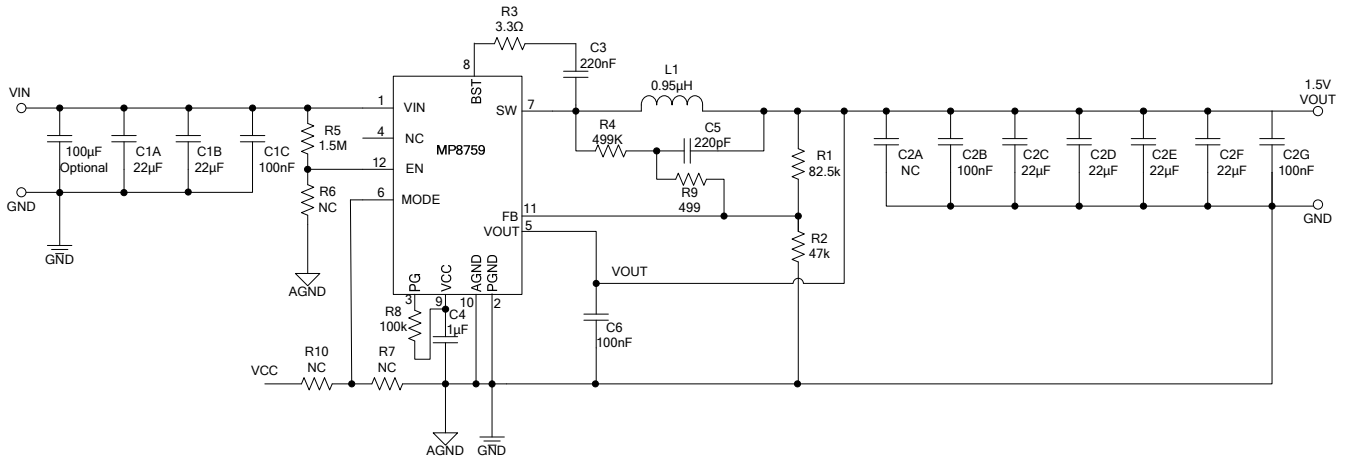 R3
3.3Ω
C3
220nF
8
BST
VIN
1
VIN
SW
7
L1
0.95µH
1.5V
VOUT
4
NC
MP8759
12
EN
6
MODE
100µF
Optional
C1A
22µF
C1B
22µF
C1C
100nF
R5
1.5M
R6
NC
GND
GND
AGND
R4
499K
C5
220pF
R9
499
R1
82.5k
R2
47k
C2A
NC
C2B
100nF
C2C
22µF
C2D
22µF
C2E
22µF
C2F
22µF
C2G
100nF
GND
FB
11
VOUT
5
VOUT
C6
100nF
PG
3
VCC
9
AGND
10
PGND
2
R8
100k
C4
1µF
VCC
R10
NC
R7
NC
AGND
GND